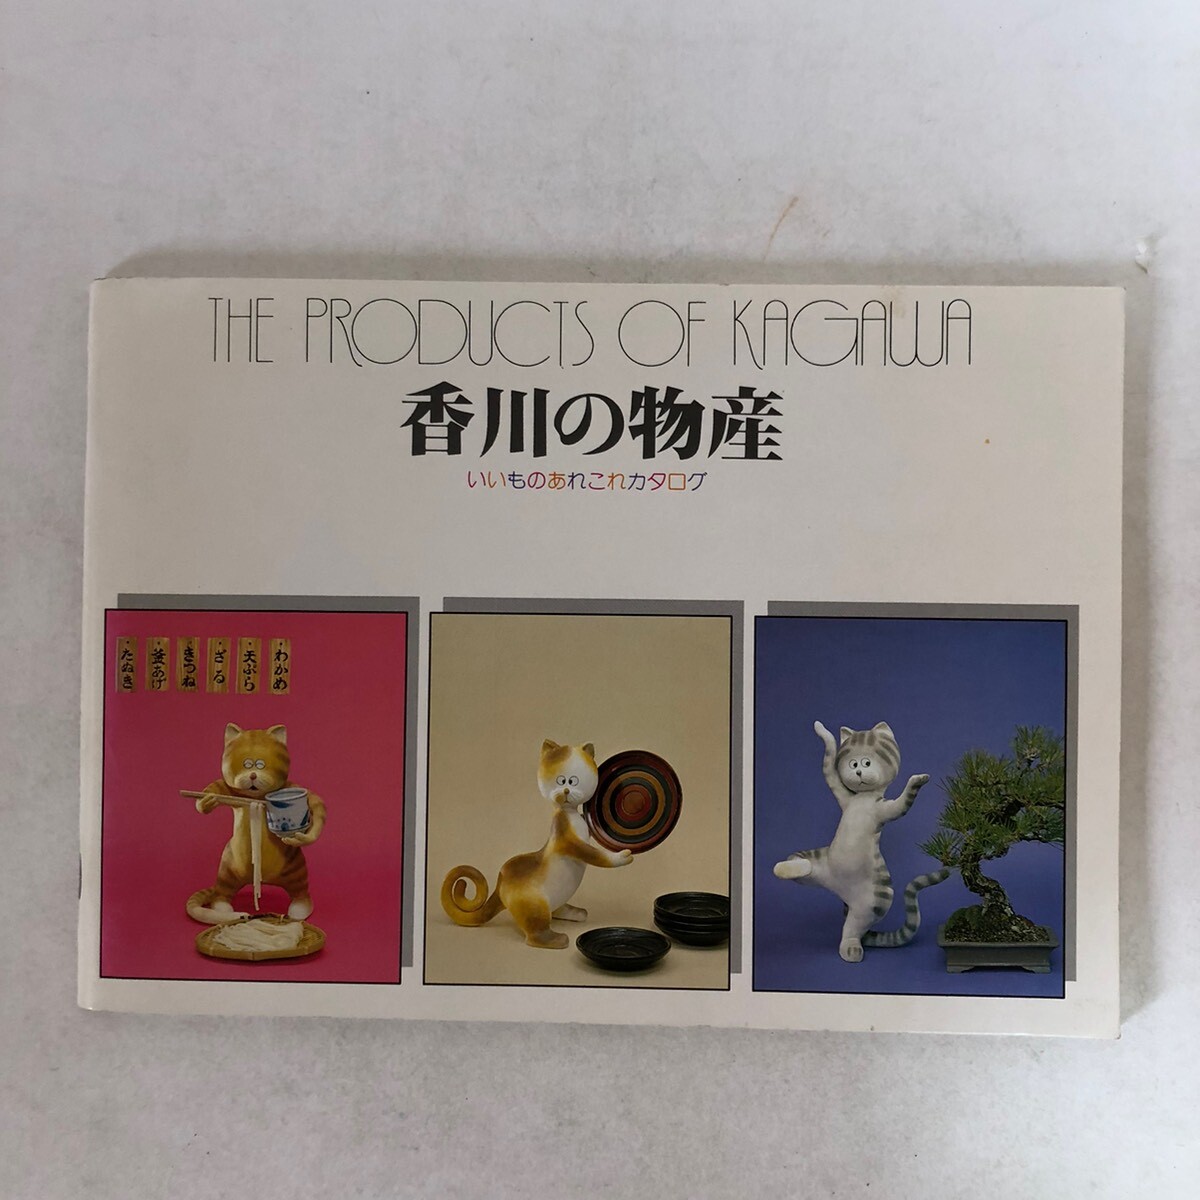 THE PRODUCTS OF KAGAWA
香川の物産
いいものあれこれカタログ
わかめ
天ぷら
ざる
きつね
釜あげ
たぬき